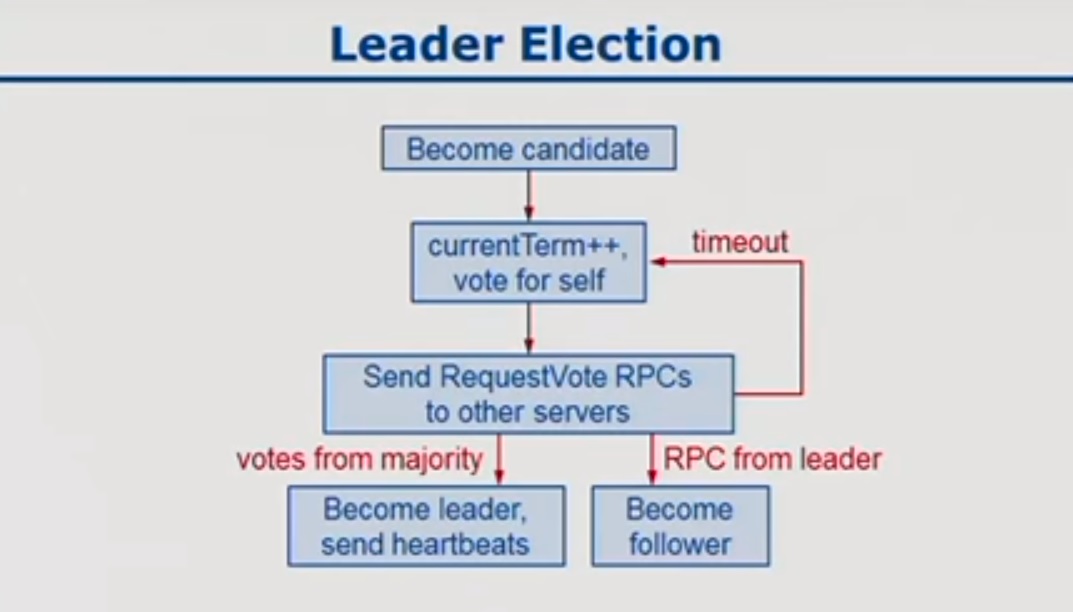 Leader Election
Become candidate
currentTerm++,
vote for self
timeout
Send RequestVote RPCs
to other servers
votes from majority
RPC from leader
Become leader,
send heartbeats
Become
follower